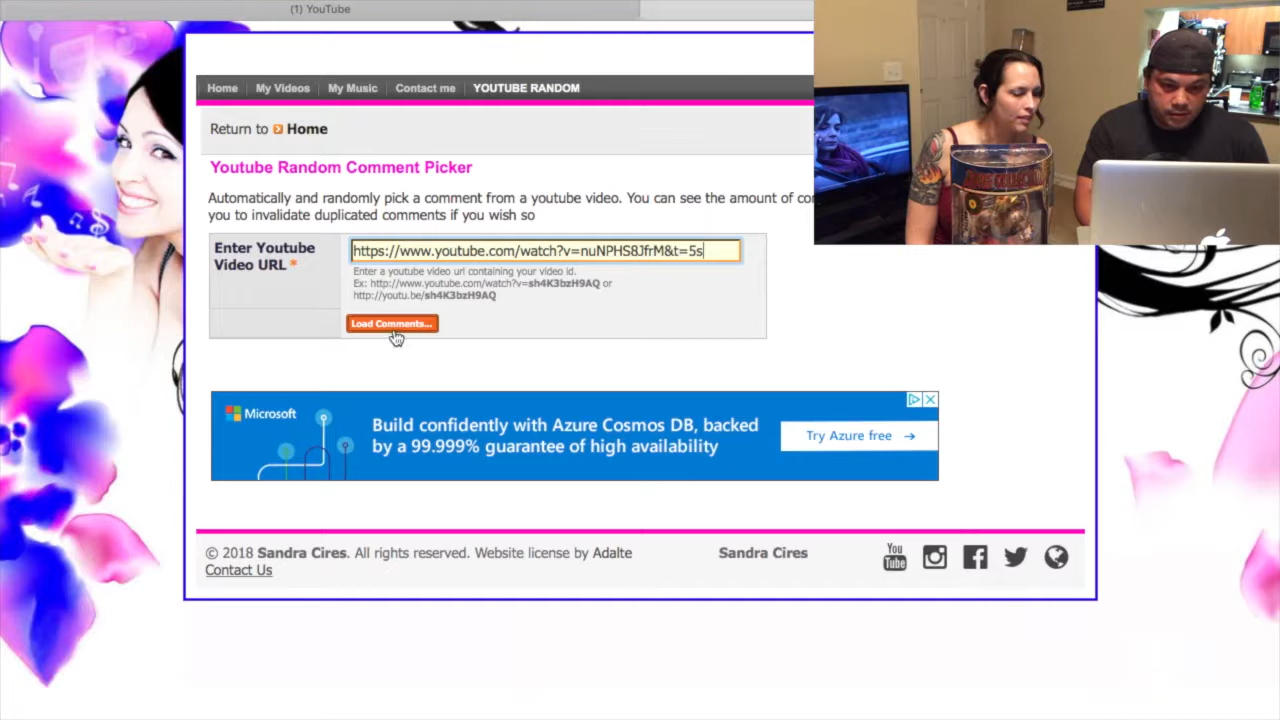 (1) YouTube
Home My Videos My Music Contact me YOUTUBE RANDOM
Return to Home
Youtube Random Comment Picker
Automatically and randomly pick a comment from a youtube video. You can see the amount of
you to invalidate duplicated comments if you wish so
Enter Youtube
Video URL *
https://www.youtube.com/watch?v=nuNPHS8JfrM&t=5s
Enter a youtube video url containing your video id.
Ex: http://www.youtube.com/watch?v=sh4K3bzH9AQ or
http://youtu.be/sh4K3bzH9AQ
Load Comments...
Microsoft
Build confidently with Azure Cosmos DB, backed
by a 99.999% guarantee of high availability
Try Azure free →
© 2018 Sandra Cires. All rights reserved. Website license by Adalte
Contact Us
Sandra Cires
You
Tube